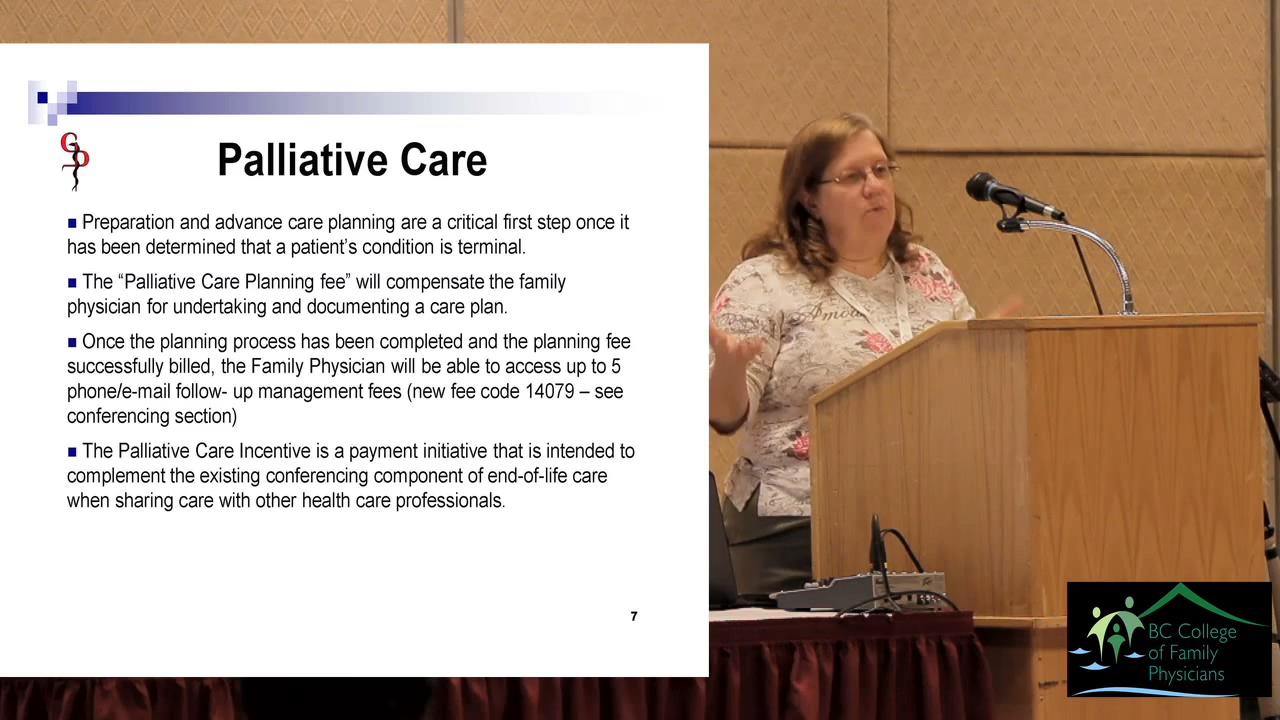 Palliative Care
■ Preparation and advance care planning are a critical first step once it
has been determined that a patient’s condition is terminal.
■ The “Palliative Care Planning fee” will compensate the family
physician for undertaking and documenting a care plan.
■ Once the planning process has been completed and the planning fee
successfully billed, the Family Physician will be able to access up to 5
phone/e-mail follow- up management fees (new fee code 14079 – see
conferencing section)
■ The Palliative Care Incentive is a payment initiative that is intended to
complement the existing conferencing component of end-of-life care
when sharing care with other health care professionals.
7
Amour
BC College
of Family
Physicians